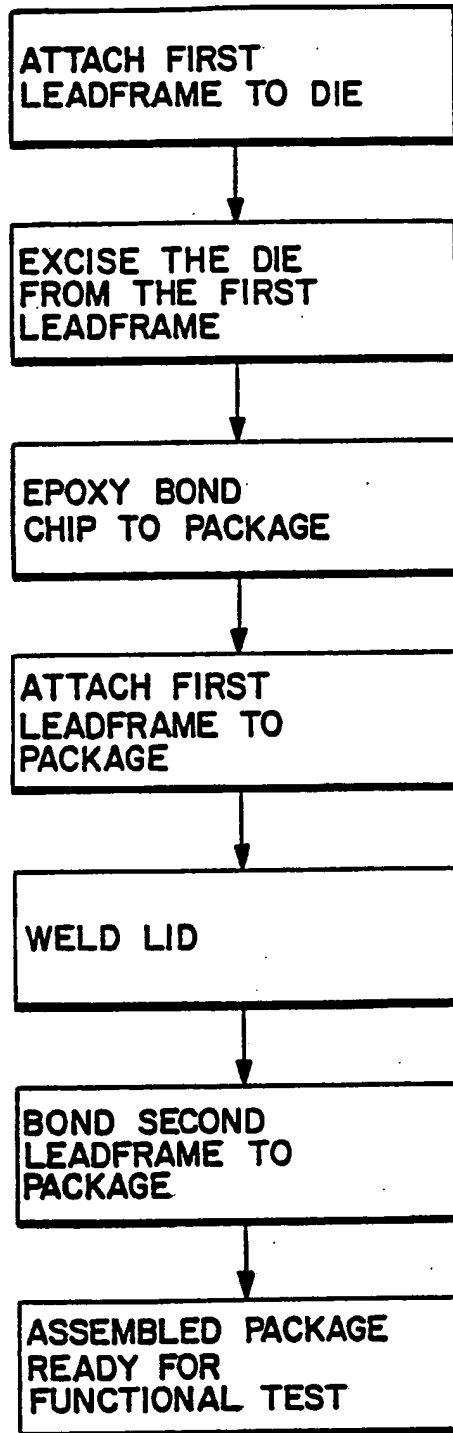 ATTACH FIRST
LEADFRAME TO DIE
EXCISE THE DIE
FROM THE FIRST
LEADFRAME
EPOXY BOND
CHIP TO PACKAGE
ATTACH FIRST
LEADFRAME TO
PACKAGE
WELD LID
BOND SECOND
LEADFRAME TO
PACKAGE
ASSEMBLED PACKAGE
READY FOR
FUNCTIONAL TEST